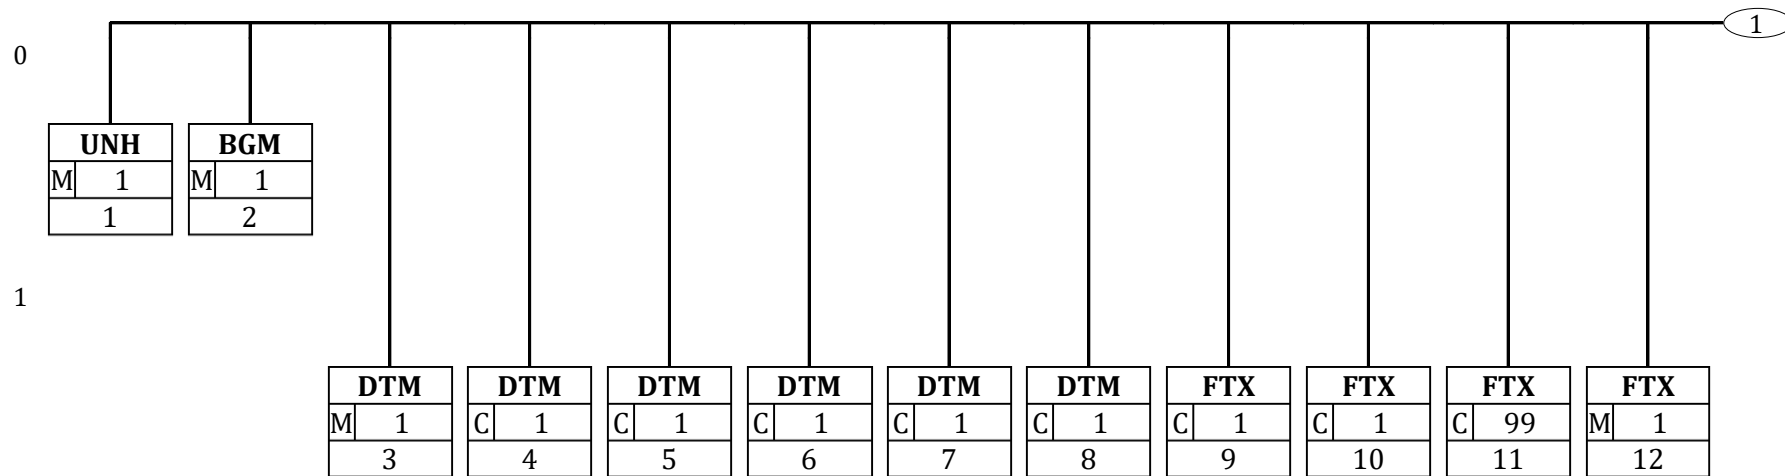 1
0
UNH BGM
M 1 M 1
1 2
1
DTM DTM DTM DTM DTM DTM FTX FTX FTX FTX
M 1 C 1 C 1 C 1 C 1 C 1 C 1 C 1 C 99 M 1
3 4 5 6 7 8 9 10 11 12